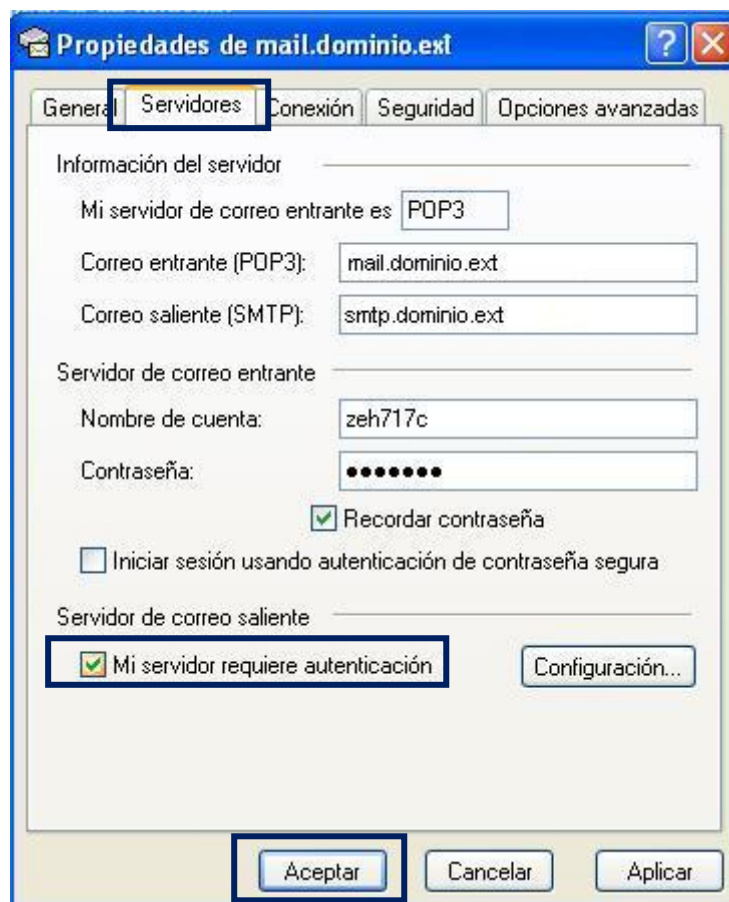 Propiedades de mail.dominio.ext
General Servidores Conexión Seguridad Opciones avanzadas
Información del servidor
Mi servidor de correo entrante es POP3
Correo entrante (POP3): mail.dominio.ext
Correo saliente (SMTP): smtp.dominio.ext
Servidor de correo entrante
Nombre de cuenta: zeh717c
Contraseña: •••••••
Recordar contraseña
Iniciar sesión usando autenticación de contraseña segura
Servidor de correo saliente
Mi servidor requiere autenticación Configuración...
Aceptar Cancelar Aplicar